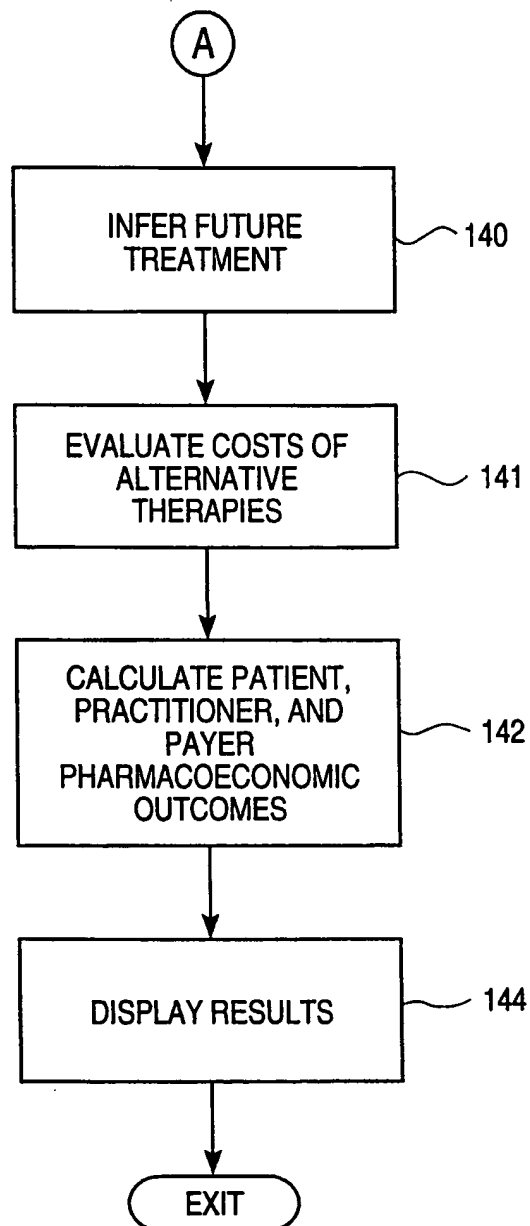 A
INFER FUTURE
TREATMENT
140
EVALUATE COSTS OF
ALTERNATIVE
THERAPIES
141
CALCULATE PATIENT,
PRACTITIONER, AND
PAYER
PHARMACOECONOMIC
OUTCOMES
142
DISPLAY RESULTS
144
EXIT